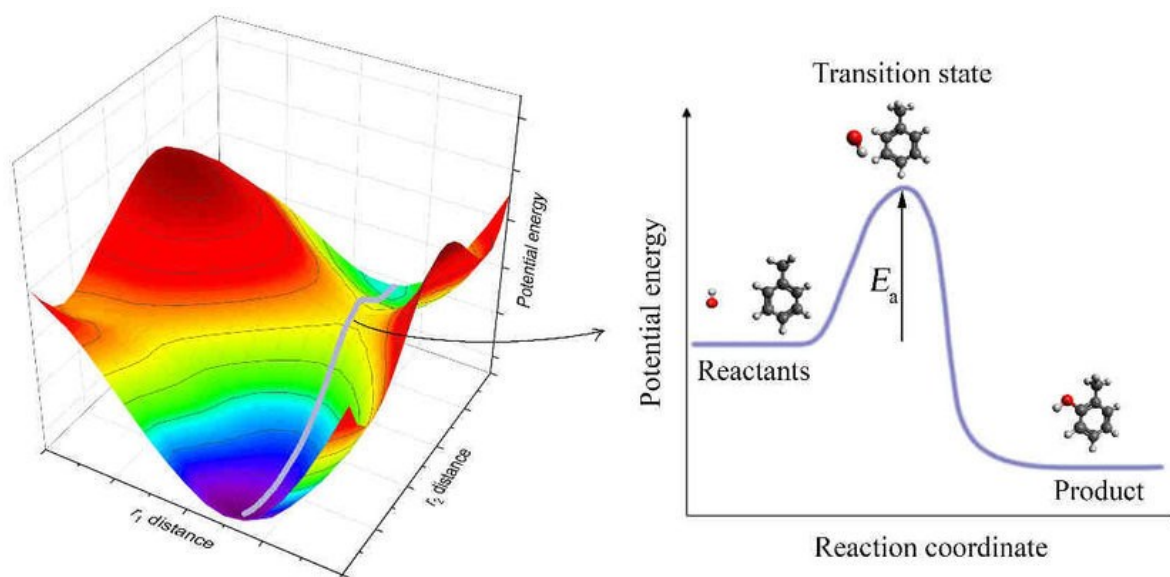 Potential energy
r₁ distance
r₂ distance
Transition state
Potential energy
Eₐ
Reactants
Product
Reaction coordinate